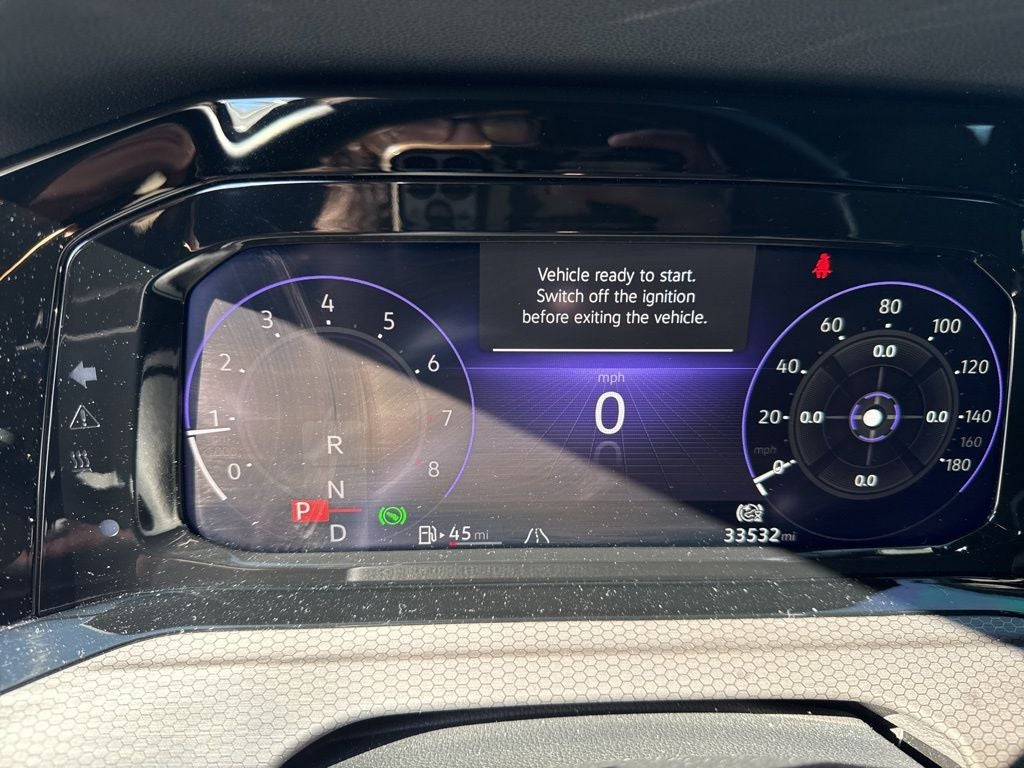 Vehicle ready to start.
Switch off the ignition
before exiting the vehicle.
0 1 2 3 4 5 6 7 8
R
N
P
D
mph
0
45 mi
0 20 40 60 80 100 120 140 160 180
mph
0.0
0.0 0.0
0.0
33532 mi